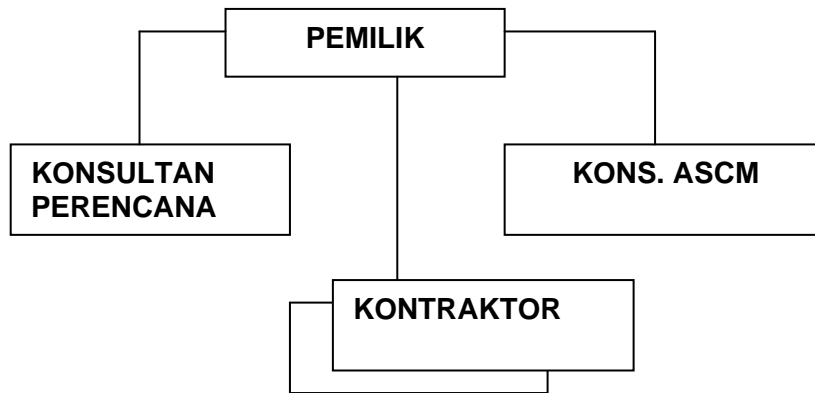 PEMILIK
KONSULTAN
PERENCANA
KONS. ASCM
KONTRAKTOR